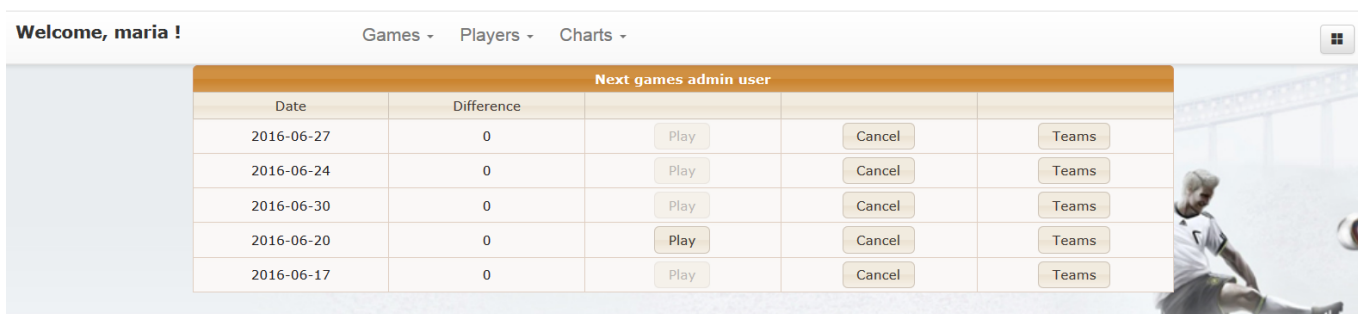 Welcome, maria ! Games Players Charts
Next games admin user
Date Difference
2016-06-27 0 Play Cancel Teams
2016-06-24 0 Play Cancel Teams
2016-06-30 0 Play Cancel Teams
2016-06-20 0 Play Cancel Teams
2016-06-17 0 Play Cancel Teams